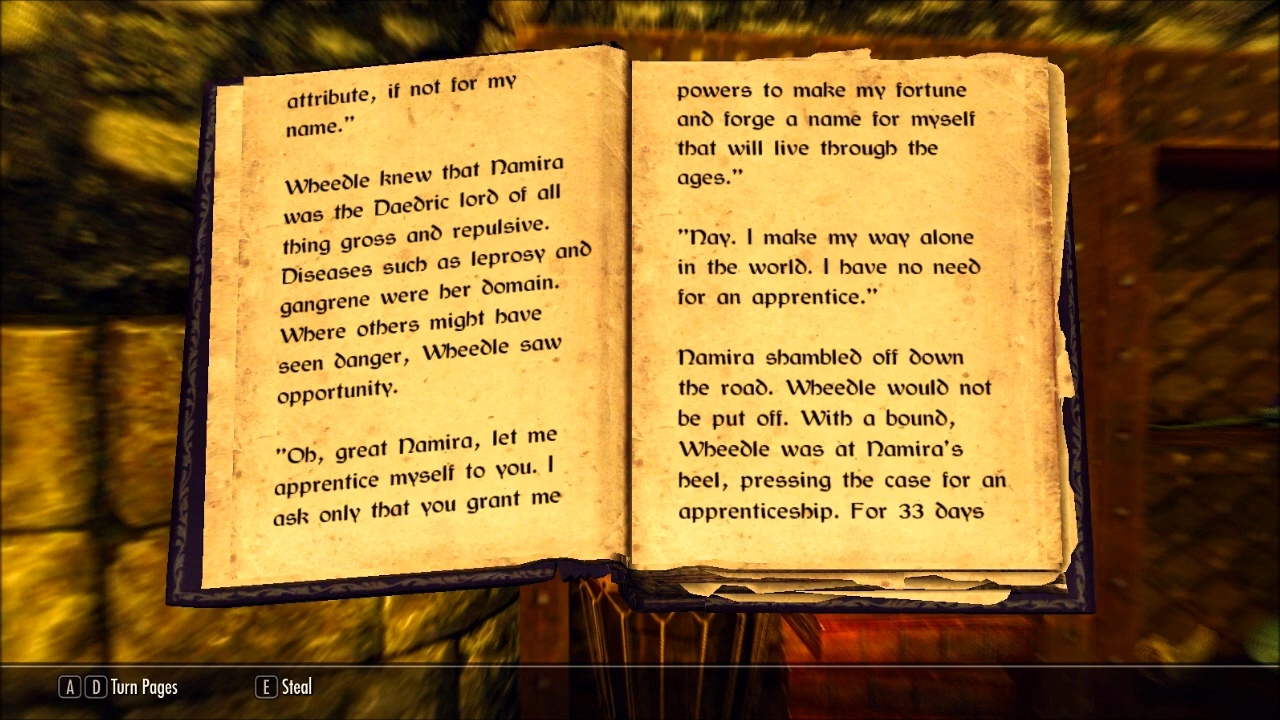 attribute, if not for my
name."
Wheedle knew that Namira
was the Daedric lord of all
thing gross and repulsive.
Diseases such as leprosy and
gangrene were her domain.
Where others might have
seen danger, Wheedle saw
opportunity.
"Oh, great Namira, let me
apprentice myself to you. I
ask only that you grant me
powers to make my fortune
and forge a name for myself
that will live through the
ages."
"Nay. I make my way alone
in the world. I have no need
for an apprentice."
Namira shambled off down
the road. Wheedle would not
be put off. With a bound,
Wheedle was at Namira's
heel, pressing the case for an
apprenticeship. For 33 days
A D Turn Pages E Steal